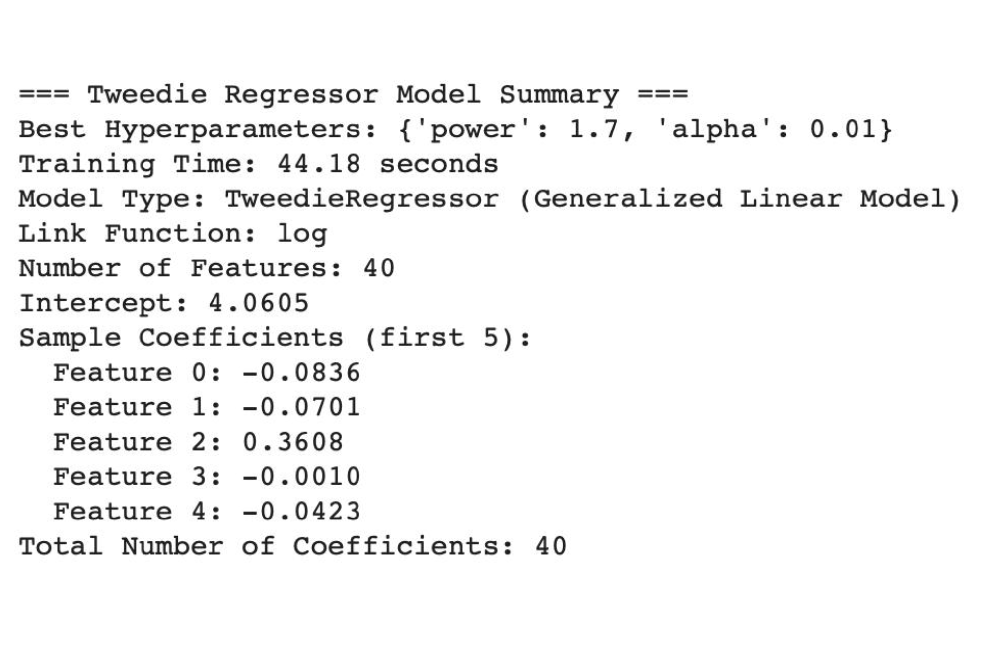 === Tweedie Regressor Model Summary ===
Best Hyperparameters: {'power': 1.7, 'alpha': 0.01}
Training Time: 44.18 seconds
Model Type: TweedieRegressor (Generalized Linear Model)
Link Function: log
Number of Features: 40
Intercept: 4.0605
Sample Coefficients (first 5):
  Feature 0: -0.0836
  Feature 1: -0.0701
  Feature 2: 0.3608
  Feature 3: -0.0010
  Feature 4: -0.0423
Total Number of Coefficients: 40